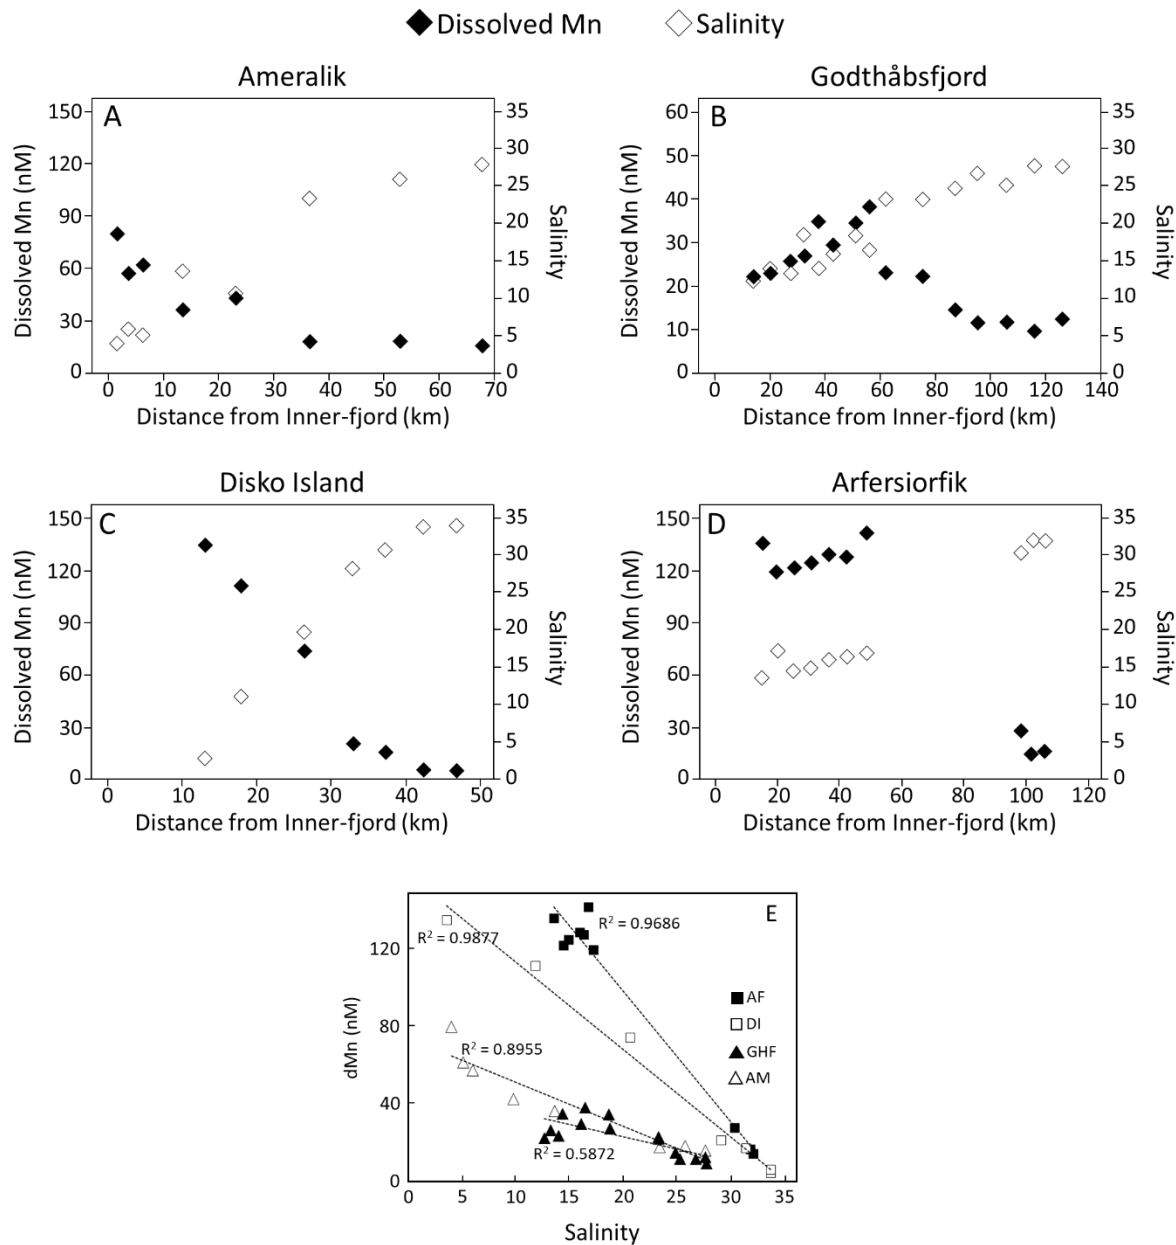 Dissolved Mn Salinity
Ameralik
A
150
120
90
60
30
0
Dissolved Mn (nM)
35
30
25
20
15
10
5
0
Salinity
0 10 20 30 40 50 60 70
Distance from Inner-fjord (km)
Godthåbsfjord
B
60
50
40
30
20
10
0
Dissolved Mn (nM)
35
30
25
20
15
10
5
0
Salinity
0 20 40 60 80 100 120 140
Distance from Inner-fjord (km)
Disko Island
C
150
120
90
60
30
0
Dissolved Mn (nM)
35
30
25
20
15
10
5
0
Salinity
0 10 20 30 40 50
Distance from Inner-fjord (km)
Arfersiorfik
D
150
120
90
60
30
0
Dissolved Mn (nM)
35
30
25
20
15
10
5
0
Salinity
0 20 40 60 80 100 120
Distance from Inner-fjord (km)
E
R² = 0.9686
R² = 0.9877
R² = 0.8955
R² = 0.5872
AF
DI
GHF
AM
120
80
40
0
dMn (nM)
0 5 10 15 20 25 30 35
Salinity